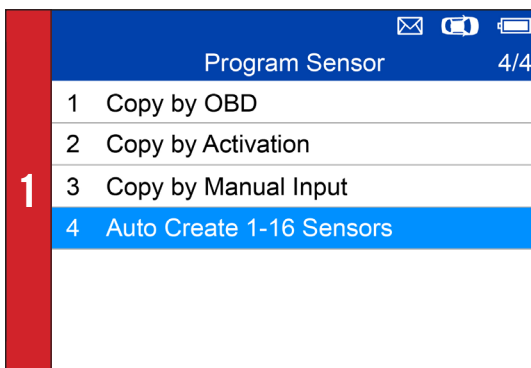 Program Sensor 4/4
1 Copy by OBD
2 Copy by Activation
3 Copy by Manual Input
4 Auto Create 1-16 Sensors
1